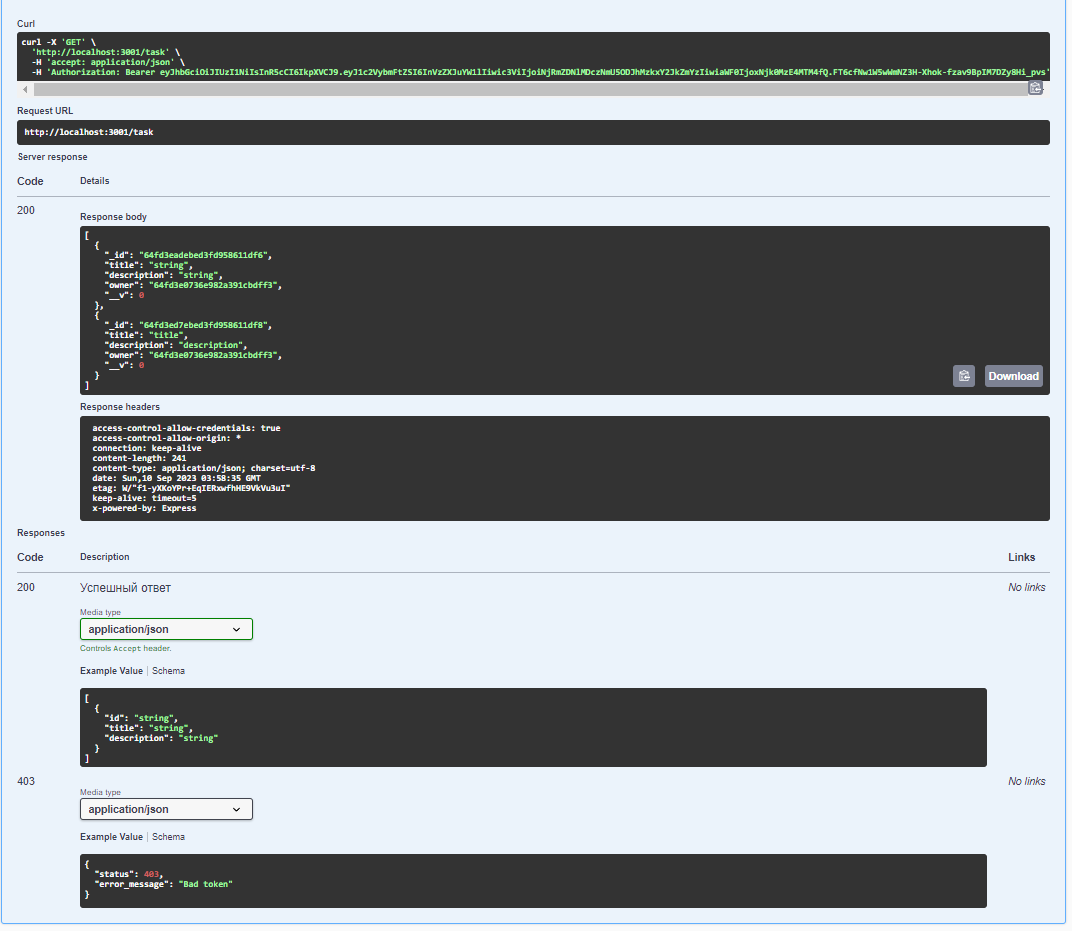 Curl
curl -X 'GET' \
'http://localhost:3001/task' \
-H 'accept: application/json' \
-H 'Authorization: Bearer
Request URL
http://localhost:3001/task
Server response
Code Details
200
Response body
[
{
"_id": "64fd3eadebed3fd958611df6",
"title": "string",
"description": "string",
"owner": "64fd3e0736e982a391cbdff3",
"__v": 0
},
{
"_id": "64fd3ed7ebed3fd958611df8",
"title": "title",
"description": "description",
"owner": "64fd3e0736e982a391cbdff3",
"__v": 0
}
]
Download
Response headers
access-control-allow-credentials: true
access-control-allow-origin: *
connection: keep-alive
content-length: 241
content-type: application/json; charset=utf-8
date: Sun,10 Sep 2023 03:58:35 GMT
etag: W/"f1-yXKoYPr+EqIERxwfhHE9VkVu3uI"
keep-alive: timeout=5
x-powered-by: Express
Responses
Code Description Links
200 Успешный ответ No links
Media type
application/json
Controls Accept header.
Example Value | Schema
[
{
"id": "string",
"title": "string",
"description": "string"
}
]
403 No links
Media type
application/json
Example Value | Schema
{
"status": 403,
"error_message": "Bad token"
}